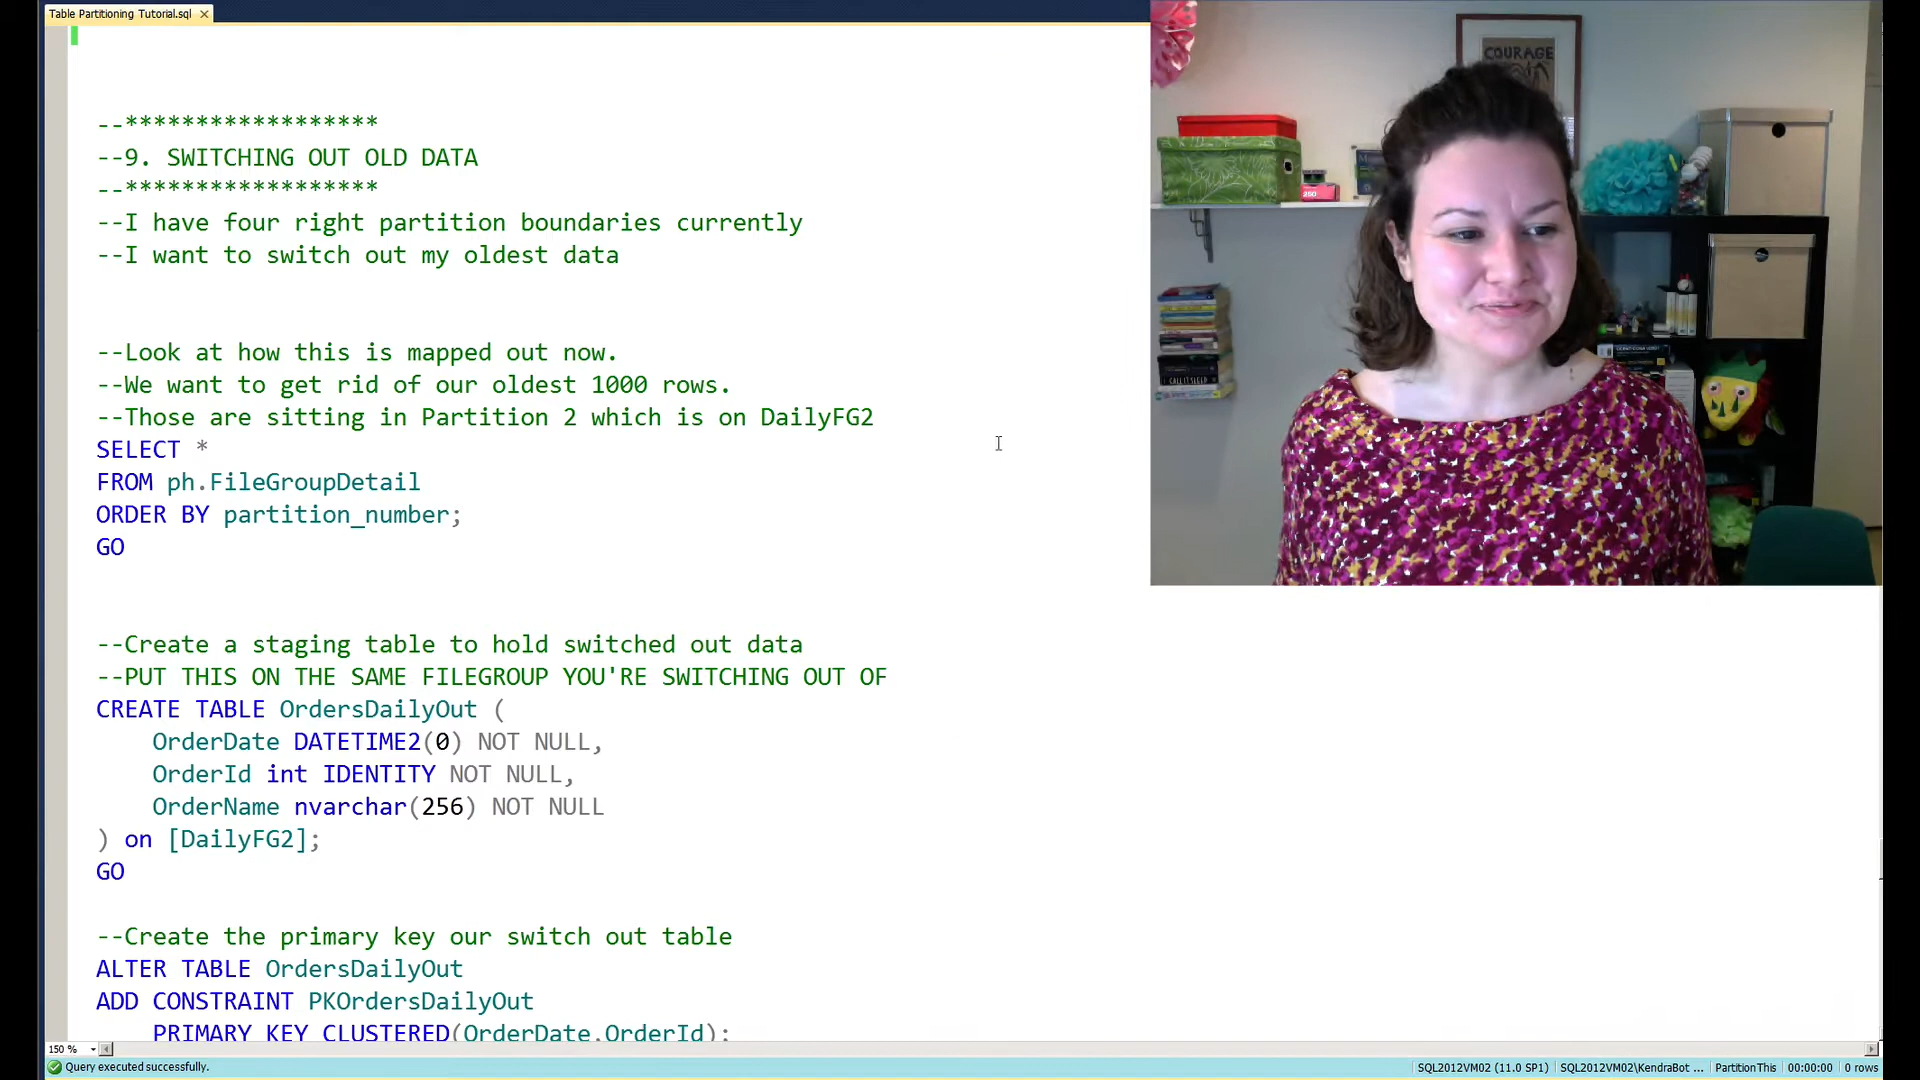 Table Partitioning Tutorial.sql
--******************
--9. SWITCHING OUT OLD DATA
--******************
--I have four right partition boundaries currently
--I want to switch out my oldest data
--Look at how this is mapped out now.
--We want to get rid of our oldest 1000 rows.
--Those are sitting in Partition 2 which is on DailyFG2
SELECT *
FROM ph.FileGroupDetail
ORDER BY partition_number;
GO
--Create a staging table to hold switched out data
--PUT THIS ON THE SAME FILEGROUP YOU'RE SWITCHING OUT OF
CREATE TABLE OrdersDailyOut (
OrderDate DATETIME2(0) NOT NULL,
OrderId int IDENTITY NOT NULL,
OrderName nvarchar(256) NOT NULL
) on [DailyFG2];
GO
--Create the primary key our switch out table
ALTER TABLE OrdersDailyOut
ADD CONSTRAINT PKOrdersDailyOut
PRIMARY KEY CLUSTERED(OrderDate,OrderId);
150 %
Query executed successfully.
SQL2012VM02 (11.0 SP1)
SQL2012VM02\KendraBot ...
PartitionThis
00:00:00
0 rows
COURAGE
250
CALL IT SLEEP